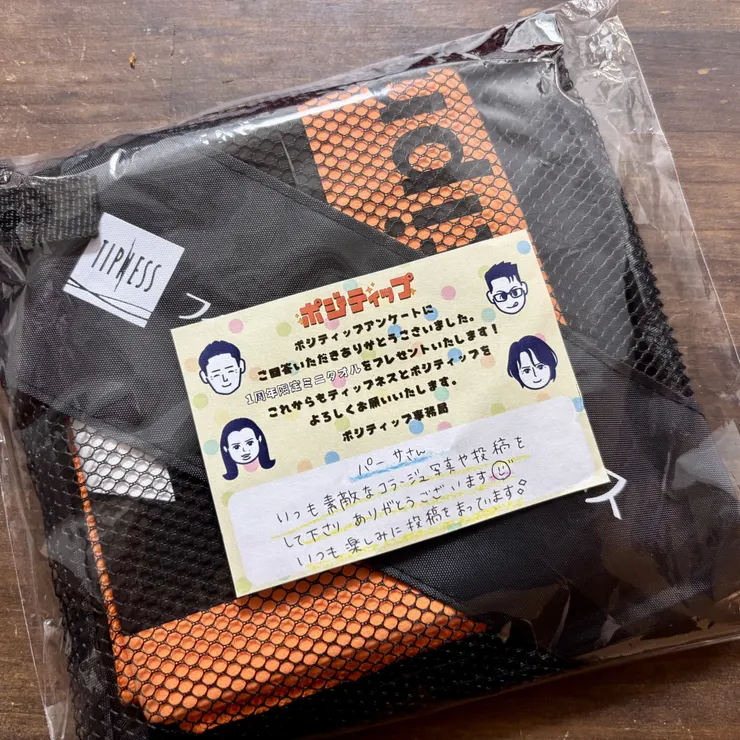 TIPNESS
ポジティップ
ポジティップアンケートに
ご回答いただきありがとうございました。
1周年限定ミニタオルをプレゼントいたします!
これからもティップネスとポジティップを
よろしくお願いいたします。
ポジティップ事務局
パーサさん
いつも素敵なコラージュ写真や投稿を
して下さり ありがとうございます
いつも楽しみに投稿をまっています♢